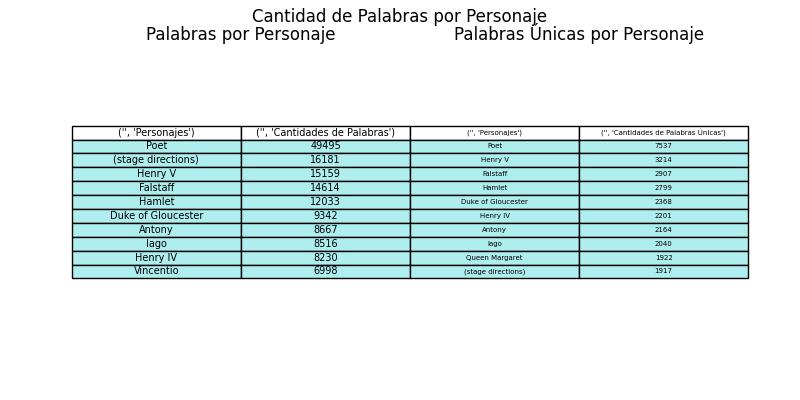 Cantidad de Palabras por Personaje
Palabras por Personaje Palabras Únicas por Personaje
('', 'Personajes') ('', 'Cantidades de Palabras') ('', 'Personajes') ('', 'Cantidades de Palabras Únicas')
Poet 49495 Poet 7537
(stage directions) 16181 Henry V 3214
Henry V 15159 Falstaff 2907
Falstaff 14614 Hamlet 2799
Hamlet 12033 Duke of Gloucester 2368
Duke of Gloucester 9342 Henry IV 2201
Antony 8667 Antony 2164
Iago 8516 Iago 2040
Henry IV 8230 Queen Margaret 1922
Vincentio 6998 (stage directions) 1917